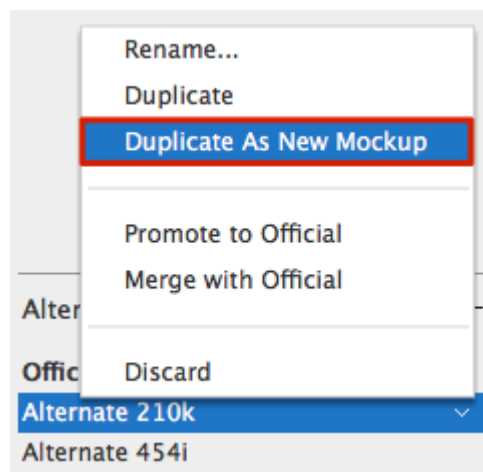 Rename...
Duplicate
Duplicate As New Mockup
Promote to Official
Merge with Official
Alter
Offic
Discard
Alternate 210k
Alternate 454i